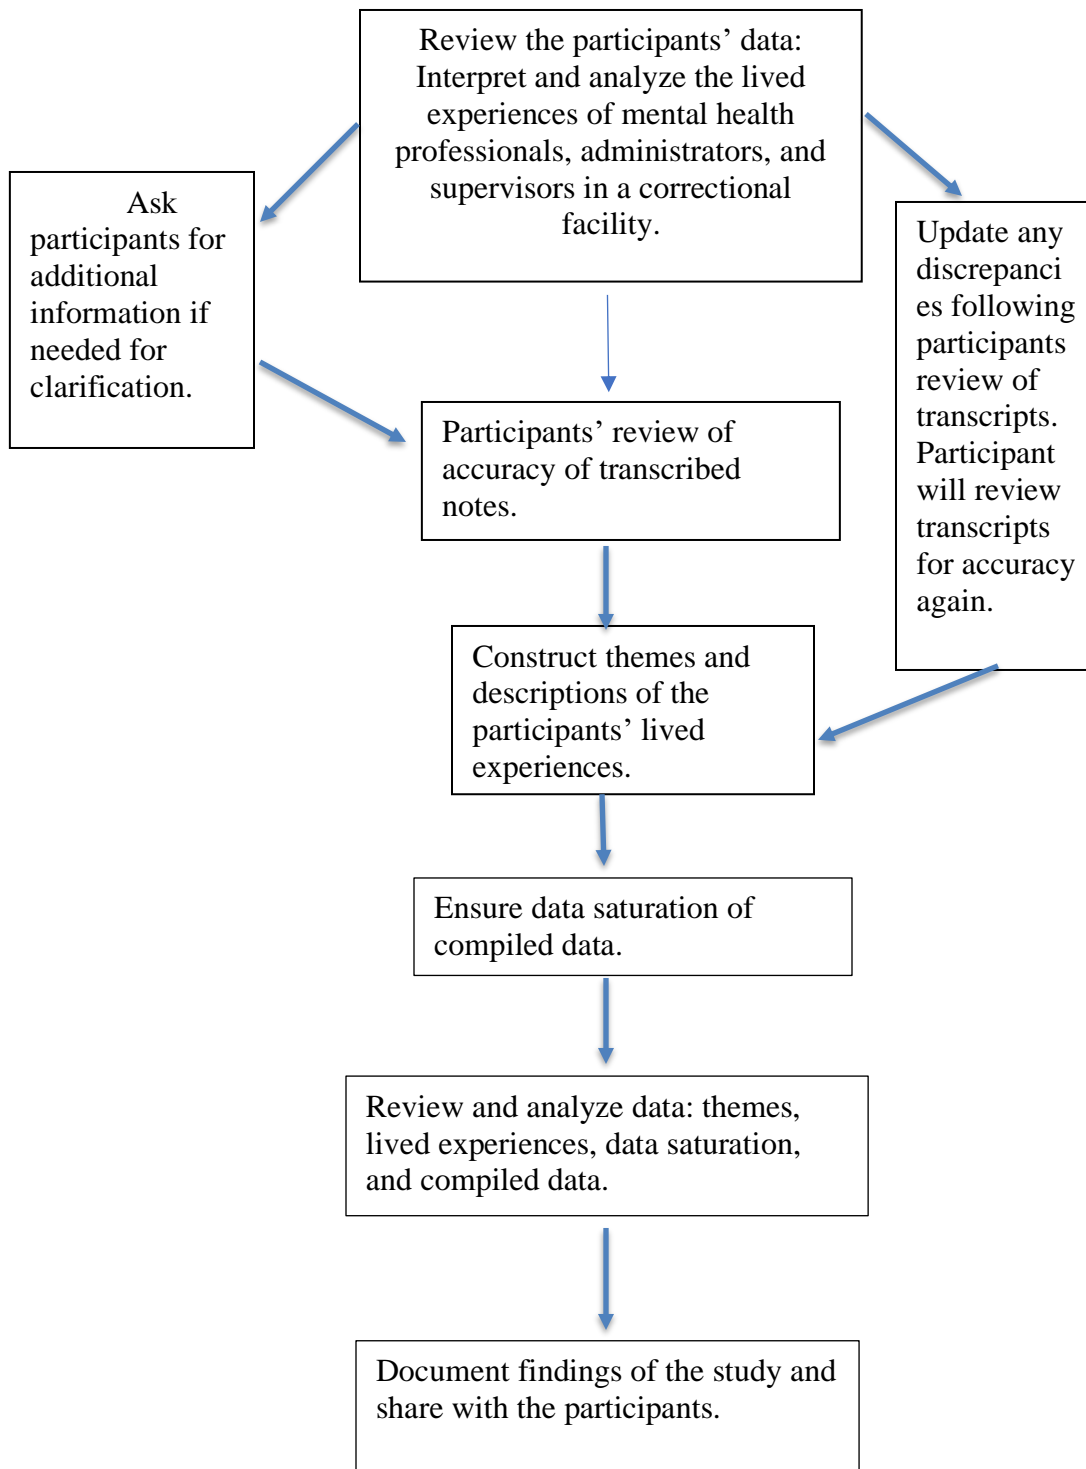 Review the participants’ data:
Interpret and analyze the lived
experiences of mental health
professionals, administrators, and
supervisors in a correctional
facility.
Ask
participants for
additional
information if
needed for
clarification.
Update any
discrepanci
es following
participants
review of
transcripts.
Participant
will review
transcripts
for accuracy
again.
Participants’ review of
accuracy of transcribed
notes.
Construct themes and
descriptions of the
participants’ lived
experiences.
Ensure data saturation of
compiled data.
Review and analyze data: themes,
lived experiences, data saturation,
and compiled data.
Document findings of the study and
share with the participants.